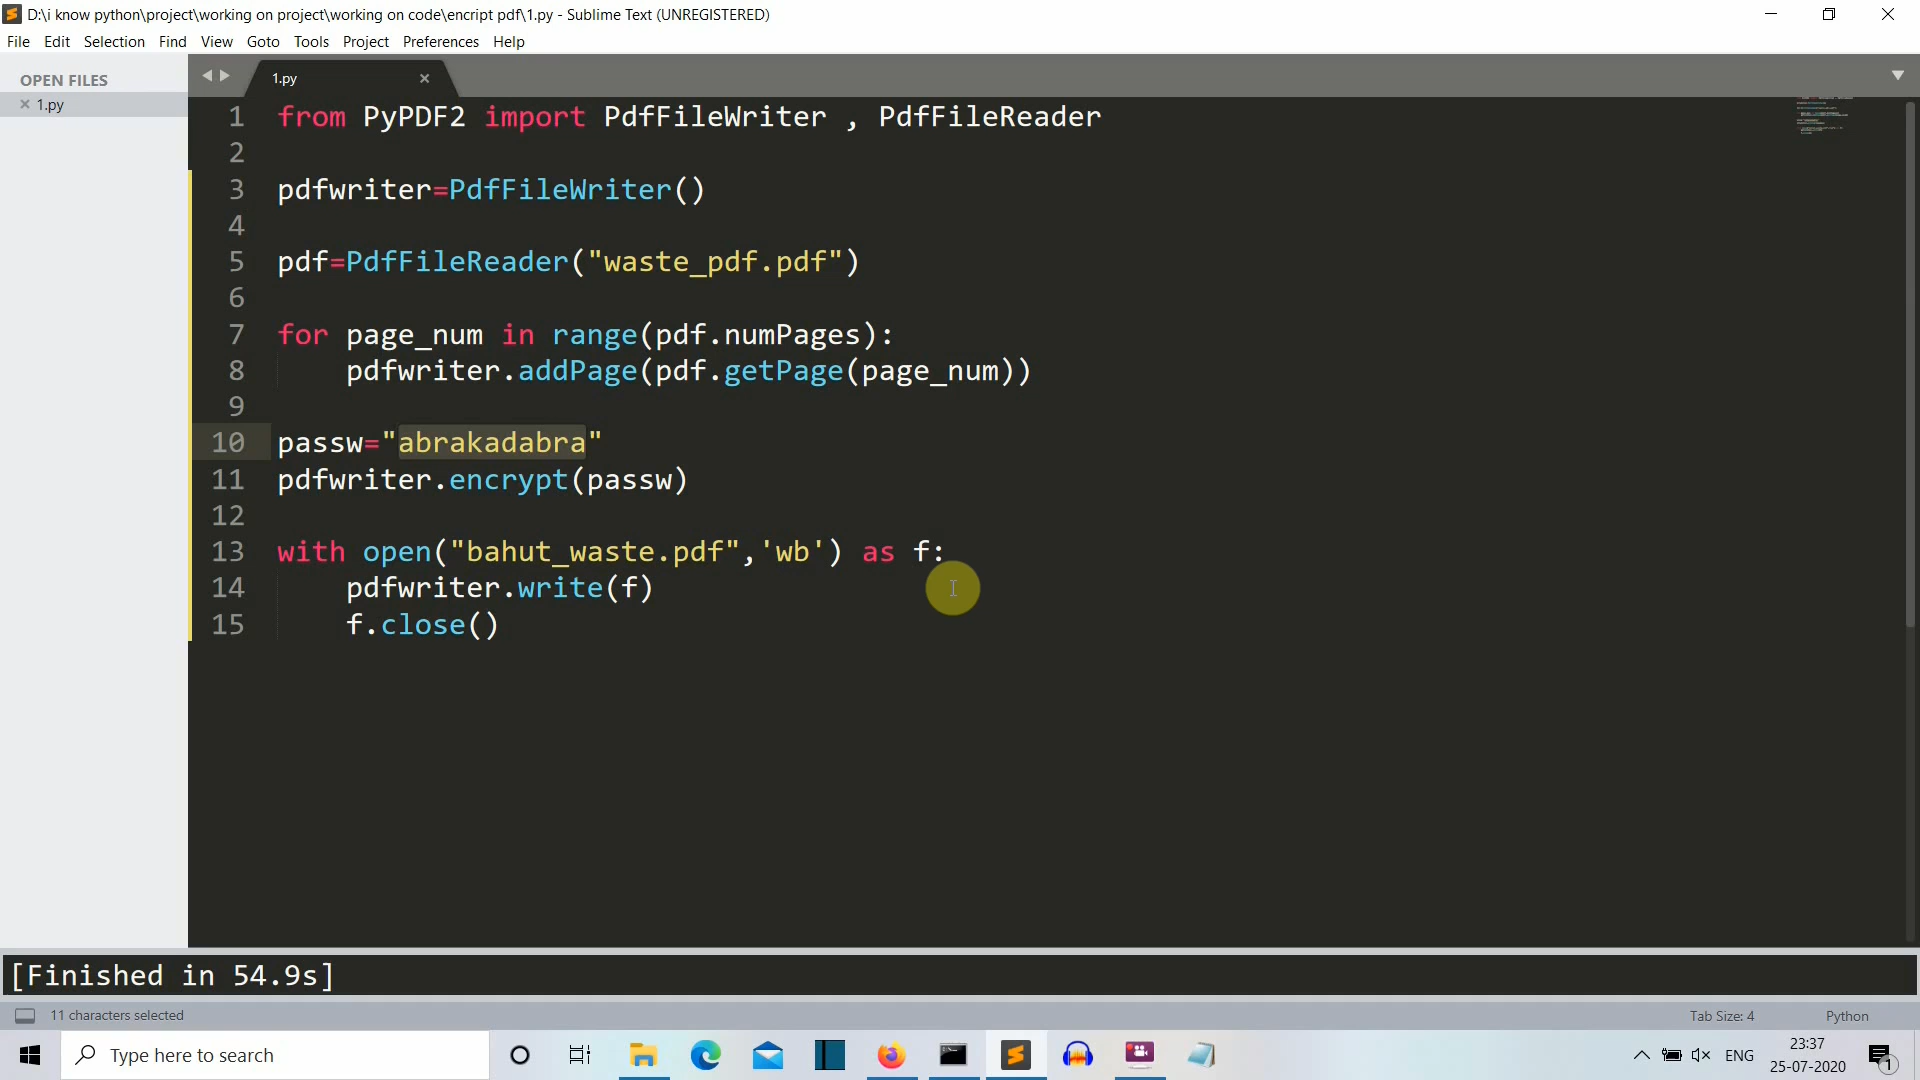 D:\i know python\project\working on project\working on code\encript pdf\1.py - Sublime Text (UNREGISTERED)
File Edit Selection Find View Goto Tools Project Preferences Help
OPEN FILES
1.py
1.py
1 from PyPDF2 import PdfFileWriter , PdfFileReader
2
3 pdfwriter=PdfFileWriter()
4
5 pdf=PdfFileReader("waste_pdf.pdf")
6
7 for page_num in range(pdf.numPages):
8 pdfwriter.addPage(pdf.getPage(page_num))
9
10 passw="abrakadabra"
11 pdfwriter.encrypt(passw)
12
13 with open("bahut_waste.pdf",'wb') as f:
14 pdfwriter.write(f)
15 f.close()
[Finished in 54.9s]
11 characters selected Tab Size: 4 Python
Type here to search
ENG
23:37
25-07-2020
1